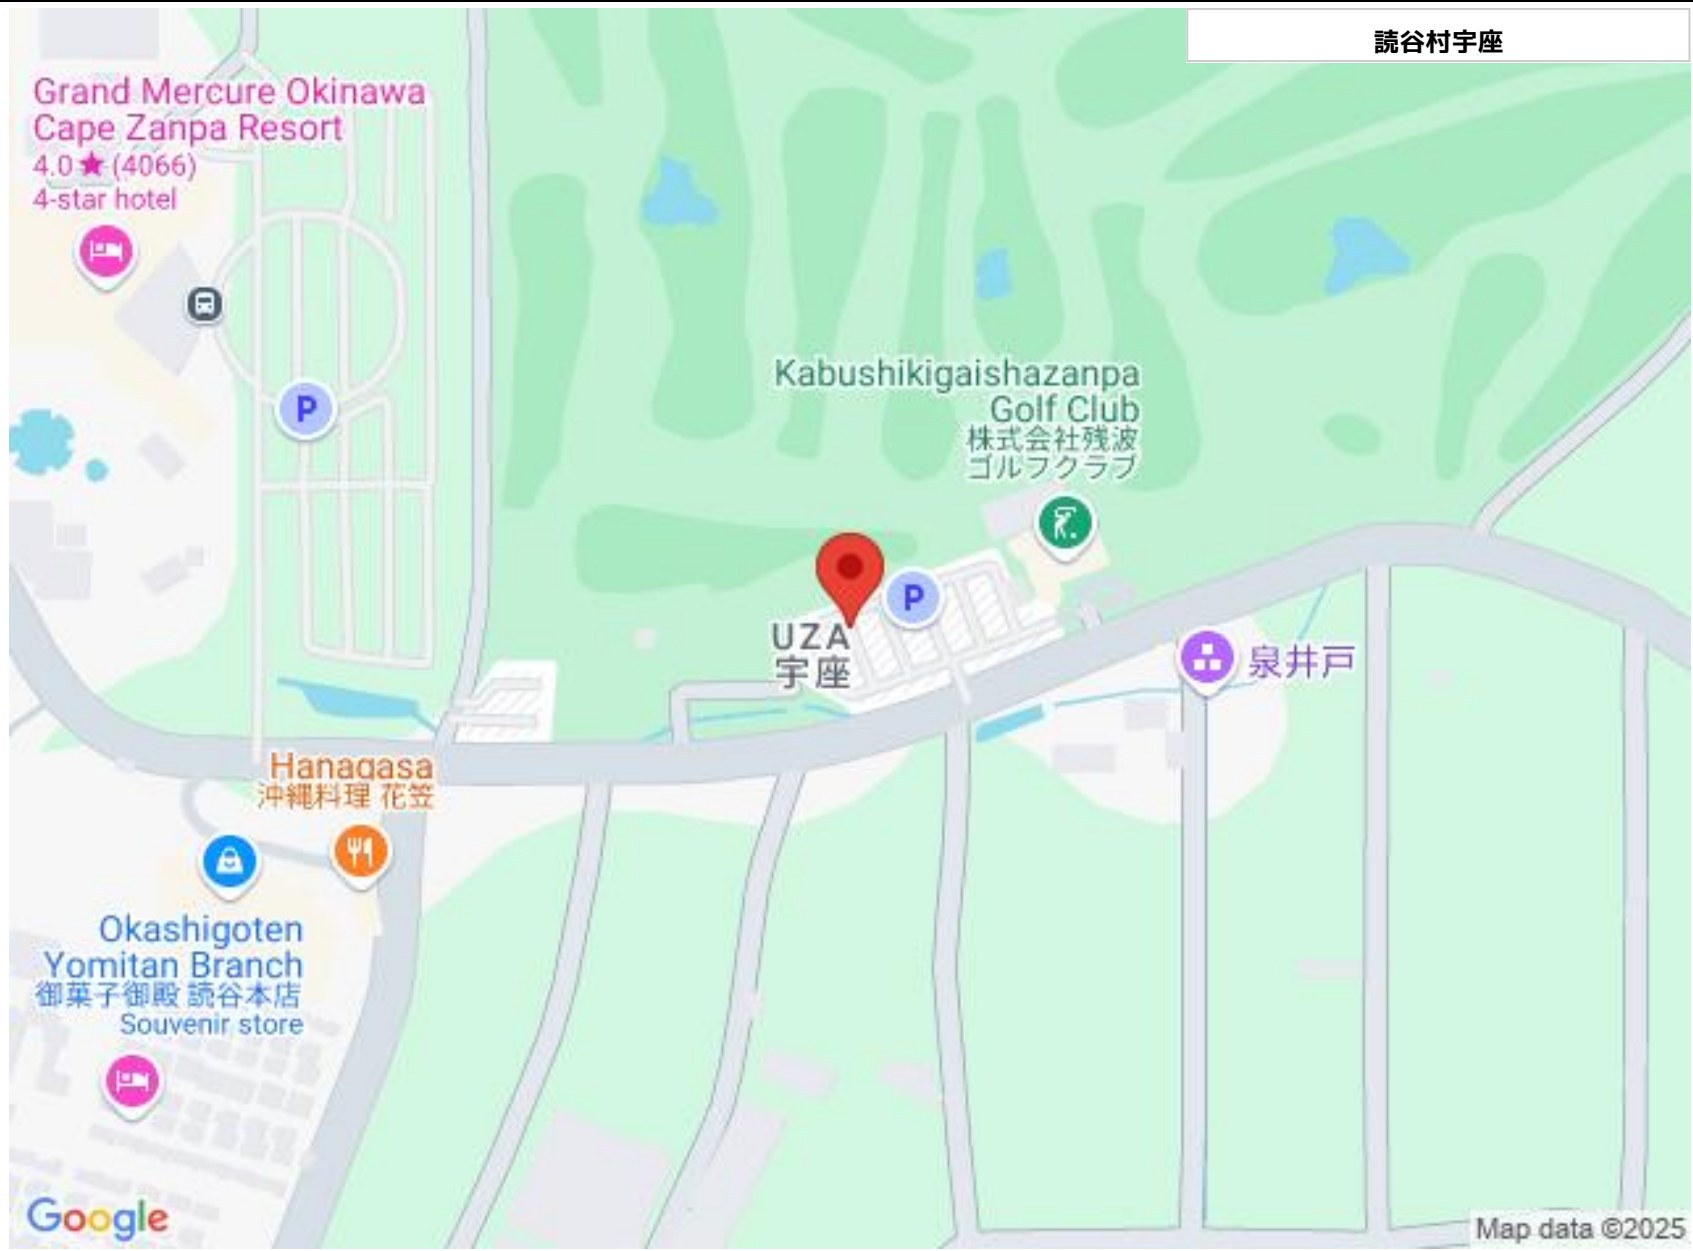 読谷村宇座
Grand Mercure Okinawa
Cape Zanpa Resort
4.0★(4066)
4-star hotel
P
Kabushikigaishazanpa
Golf Club
株式会社残波
ゴルフクラブ
P
UZA
宇座
泉井戸
Hanagasa
沖縄料理 花笠
Okashigoten
Yomitan Branch
御菓子御殿 読谷本店
Souvenir store
Google
Map data ©2025